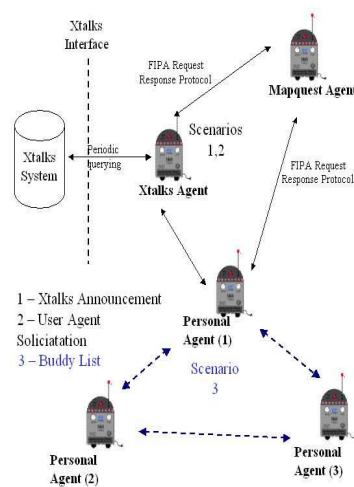 Xtalks
Interface
FIPA Request
Response Protocol
Mapquest Agent
Xtalks
System
Periodic
querying
Scenarios
1,2
Xtalks Agent
FIPA Request
Response Protocol
1 – Xtalks Announcement
2 – User Agent
Soliciatation
3 – Buddy List
Personal
Agent (1)
Scenario
3
Personal
Agent (2)
Personal
Agent (3)